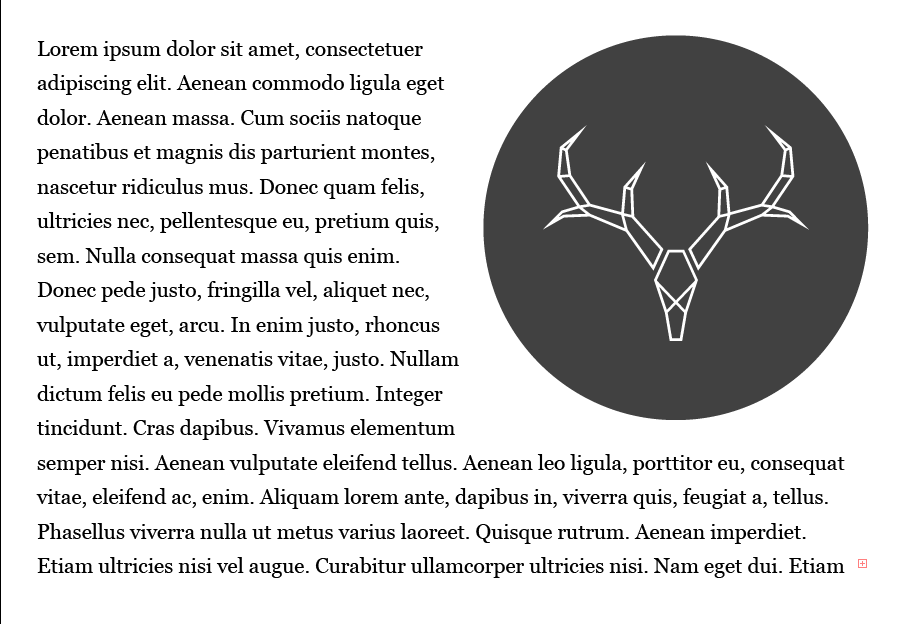 Lorem ipsum dolor sit amet, consectetuer
adipiscing elit. Aenean commodo ligula eget
dolor. Aenean massa. Cum sociis natoque
penatibus et magnis dis parturient montes,
nascetur ridiculus mus. Donec quam felis,
ultricies nec, pellentesque eu, pretium quis,
sem. Nulla consequat massa quis enim.
Donec pede justo, fringilla vel, aliquet nec,
vulputate eget, arcu. In enim justo, rhoncus
ut, imperdiet a, venenatis vitae, justo. Nullam
dictum felis eu pede mollis pretium. Integer
tincidunt. Cras dapibus. Vivamus elementum
semper nisi. Aenean vulputate eleifend tellus. Aenean leo ligula, porttitor eu, consequat
vitae, eleifend ac, enim. Aliquam lorem ante, dapibus in, viverra quis, feugiat a, tellus.
Phasellus viverra nulla ut metus varius laoreet. Quisque rutrum. Aenean imperdiet.
Etiam ultricies nisi vel augue. Curabitur ullamcorper ultricies nisi. Nam eget dui. Etiam